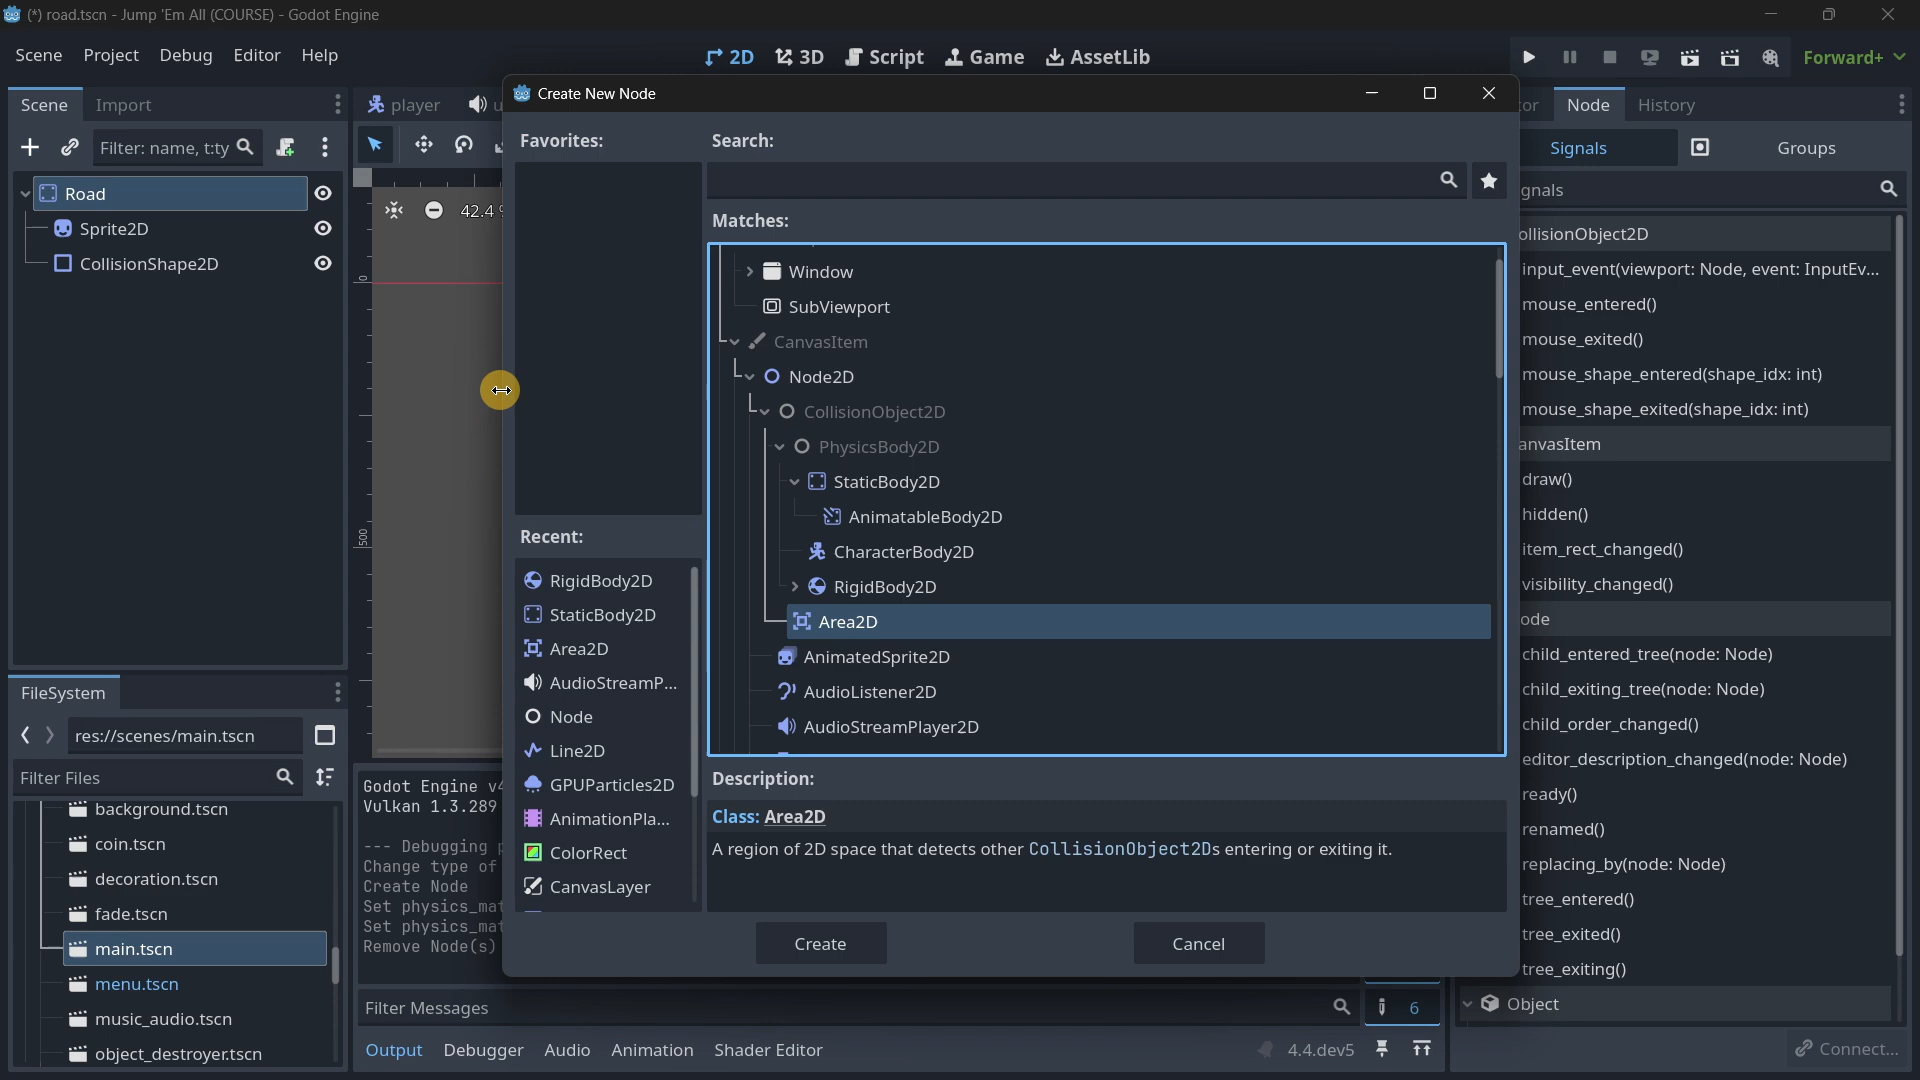 (*) road.tscn - Jump 'Em All (COURSE) - Godot Engine
Scene Project Debug Editor Help
2D 3D Script Game AssetLib
Forward+
Scene Import
Filter: name, t:ty
Road
Sprite2D
CollisionShape2D
FileSystem
res://scenes/main.tscn
Filter Files
background.tscn
coin.tscn
decoration.tscn
fade.tscn
main.tscn
menu.tscn
music_audio.tscn
object_destroyer.tscn
player
42.4
0
500
Godot Engine v4
Vulkan 1.3.289
--- Debugging
Change type of
Create Node
Set physics_mat
Set physics_mat
Remove Node(s)
Filter Messages
6
Output Debugger Audio Animation Shader Editor
4.4.dev5
Create New Node
Favorites:
Recent:
RigidBody2D
StaticBody2D
Area2D
AudioStreamP...
Node
Line2D
GPUParticles2D
AnimationPla...
ColorRect
CanvasLayer
Search:
Matches:
Window
SubViewport
CanvasItem
Node2D
CollisionObject2D
PhysicsBody2D
StaticBody2D
AnimatableBody2D
CharacterBody2D
RigidBody2D
Area2D
AnimatedSprite2D
AudioListener2D
AudioStreamPlayer2D
Description:
Class: Area2D
A region of 2D space that detects other CollisionObject2Ds entering or exiting it.
Create
Cancel
tor Node History
Signals
Groups
gnals
ollisionObject2D
input_event(viewport: Node, event: InputEv...
mouse_entered()
mouse_exited()
mouse_shape_entered(shape_idx: int)
mouse_shape_exited(shape_idx: int)
anvasItem
draw()
hidden()
item_rect_changed()
visibility_changed()
ode
child_entered_tree(node: Node)
child_exiting_tree(node: Node)
child_order_changed()
editor_description_changed(node: Node)
ready()
renamed()
replacing_by(node: Node)
tree_entered()
tree_exited()
tree_exiting()
Object
Connect...